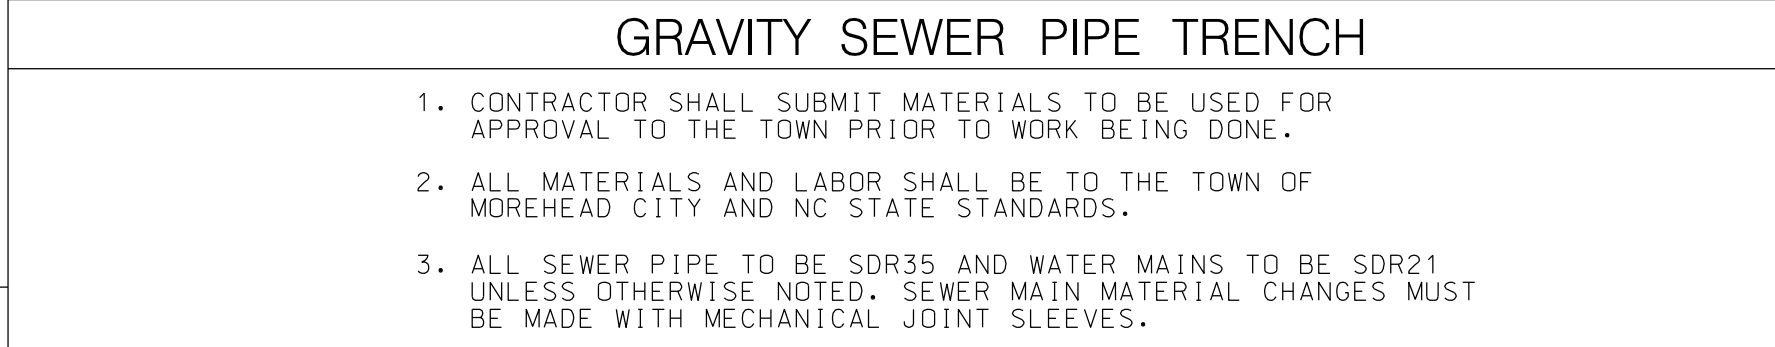 GRAVITY SEWER PIPE TRENCH
1. CONTRACTOR SHALL SUBMIT MATERIALS TO BE USED FOR
APPROVAL TO THE TOWN PRIOR TO WORK BEING DONE.
2. ALL MATERIALS AND LABOR SHALL BE TO THE TOWN OF
MOREHEAD CITY AND NC STATE STANDARDS.
3. ALL SEWER PIPE TO BE SDR35 AND WATER MAINS TO BE SDR21
UNLESS OTHERWISE NOTED. SEWER MAIN MATERIAL CHANGES MUST
BE MADE WITH MECHANICAL JOINT SLEEVES.